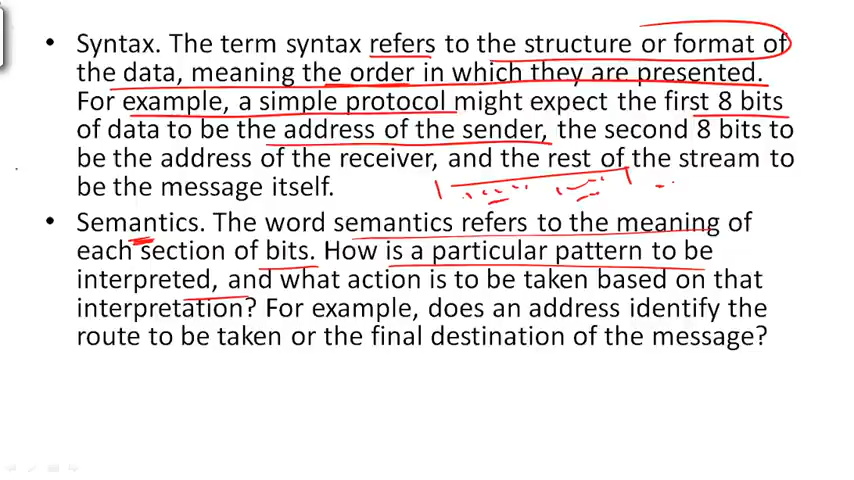 • Syntax. The term syntax refers to the structure or format of
the data, meaning the order in which they are presented.
For example, a simple protocol might expect the first 8 bits
of data to be the address of the sender, the second 8 bits to
be the address of the receiver, and the rest of the stream to
be the message itself.
• Semantics. The word semantics refers to the meaning of
each section of bits. How is a particular pattern to be
interpreted, and what action is to be taken based on that
interpretation? For example, does an address identify the
route to be taken or the final destination of the message?